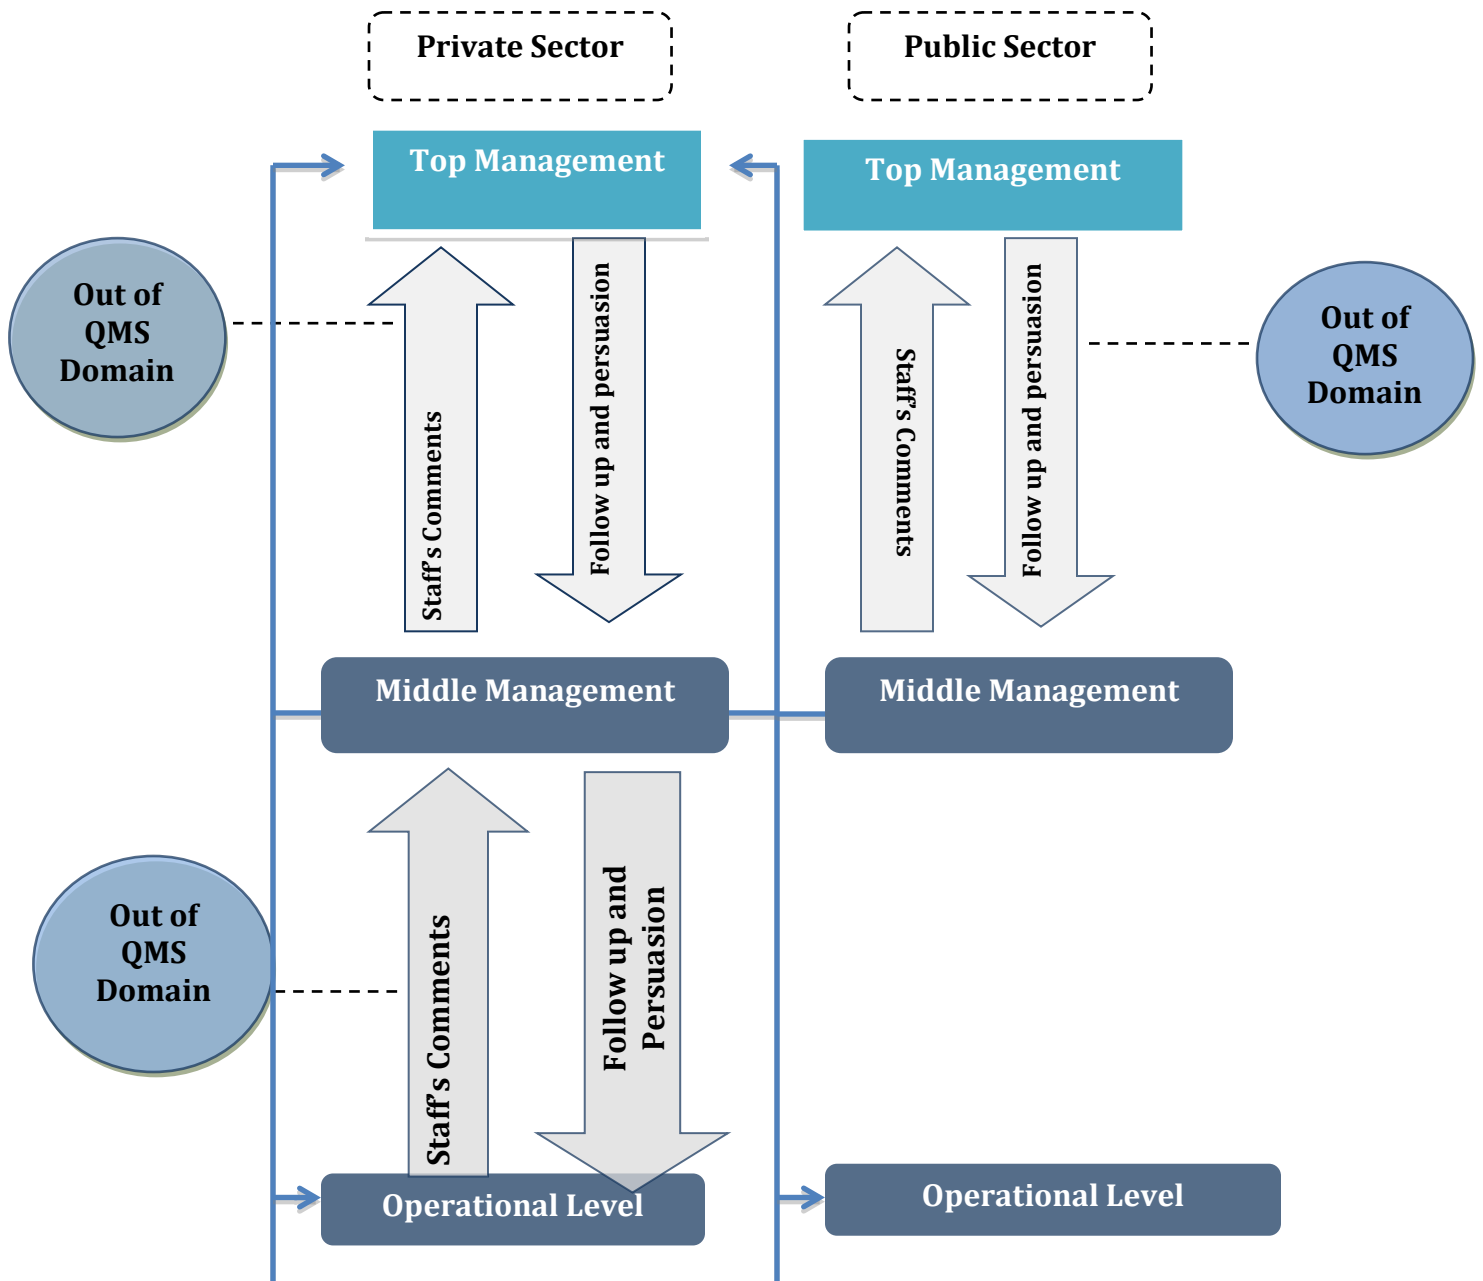 Private Sector
Public Sector
Top Management
Top Management
Out of
QMS
Domain
Staff's Comments
Follow up and persuasion
Staff's Comments
Follow up and persuasion
Out of
QMS
Domain
Middle Management
Middle Management
Out of
QMS
Domain
Staff's Comments
Follow up and
Persuasion
Operational Level
Operational Level